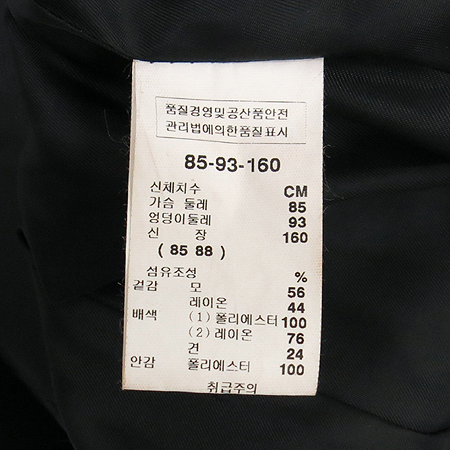 품질경영및공산품안전
관리법에의한품질표시
85-93-160
신체치수 CM
가슴 둘레 85
엉덩이둘레 93
신 장 160
( 85 88 )
섬유조성 %
겉감 모 56
레이온 44
배색 (1) 폴리에스터 100
(2) 레이온 76
견 24
안감 폴리에스터 100
취급주의